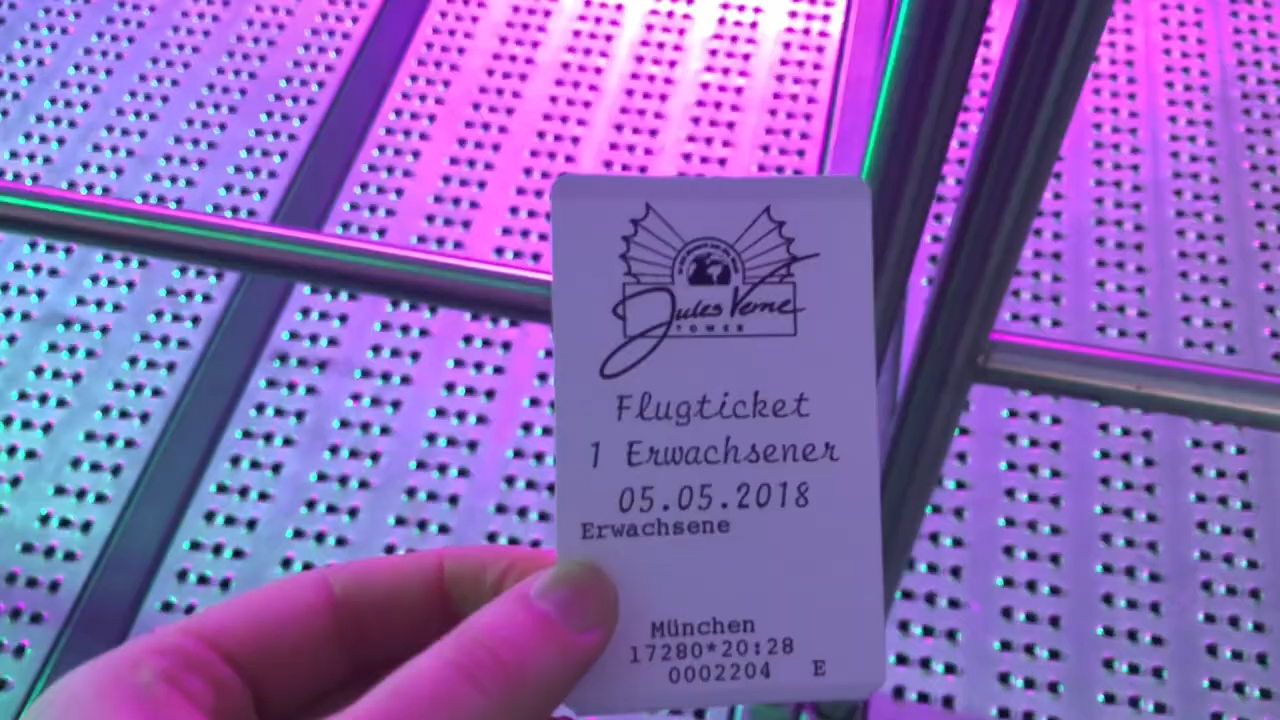 Jules Verne
TOWER
Flugticket
1 Erwachsener
05.05.2018
Erwachsene
München
17280*20:28
0002204 E